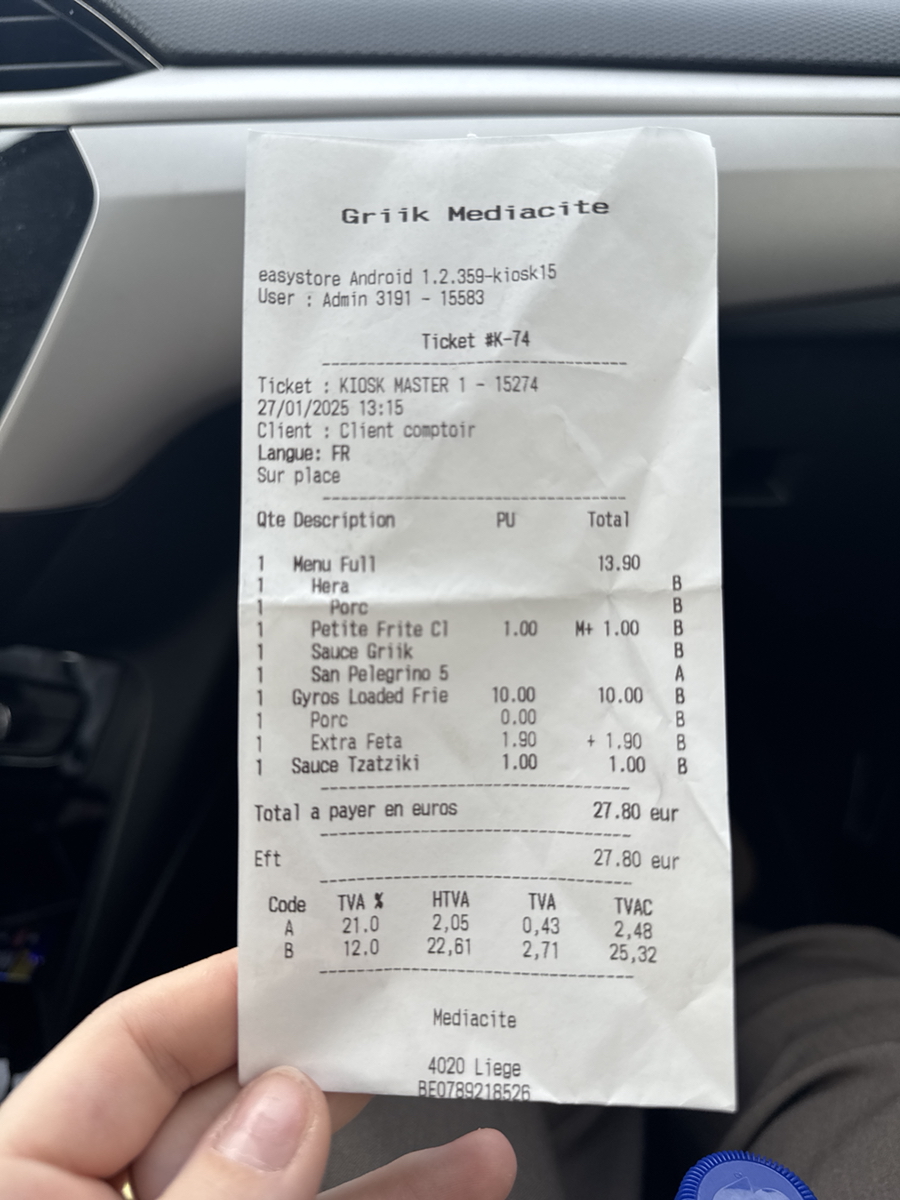 Griik Mediacite
easystore Android 1.2.359-kiosk15
User : Admin 3191 - 15583
Ticket #K-74
Ticket : KIOSK MASTER 1 - 15274
27/01/2025 13:15
Client : Client comptoir
Langue: FR
Sur place
Qte Description PU Total
1 Menu Full 13.90
1 Hera B
1 Porc B
1 Petite Frite Cl 1.00 M+ 1.00 B
1 Sauce Griik B
1 San Pelegrino 5 A
1 Gyros Loaded Frie 10.00 10.00 B
1 Porc 0.00 B
1 Extra Feta 1.90 + 1.90 B
1 Sauce Tzatziki 1.00 1.00 B
Total a payer en euros 27.80 eur
Eft 27.80 eur
Code TVA % HTVA TVA TVAC
A 21.0 2,05 0,43 2,48
B 12.0 22,61 2,71 25,32
Mediacite
4020 Liege
BE0789218526